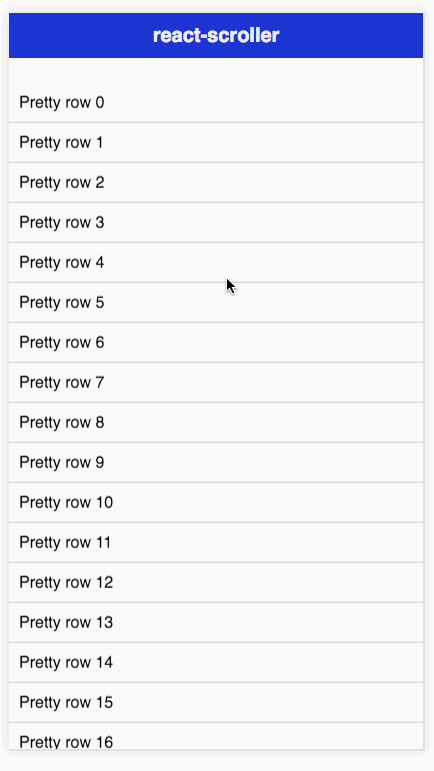 react-scroller
Pretty row 0
Pretty row 1
Pretty row 2
Pretty row 3
Pretty row 4
Pretty row 5
Pretty row 6
Pretty row 7
Pretty row 8
Pretty row 9
Pretty row 10
Pretty row 11
Pretty row 12
Pretty row 13
Pretty row 14
Pretty row 15
Pretty row 16